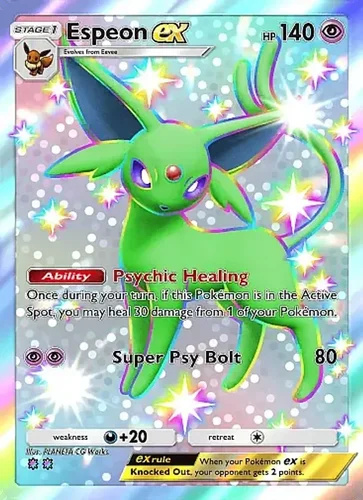 STAGE 1
Espeon ex
HP 140
Evolves from Eevee
Ability Psychic Healing
Once during your turn, if this Pokémon is in the Active
Spot, you may heal 30 damage from 1 of your Pokémon.
Super Psy Bolt 80
weakness +20 retreat
Illus. PLANETA CG Works
ex rule When your Pokémon ex is
Knocked Out, your opponent gets 2 points.